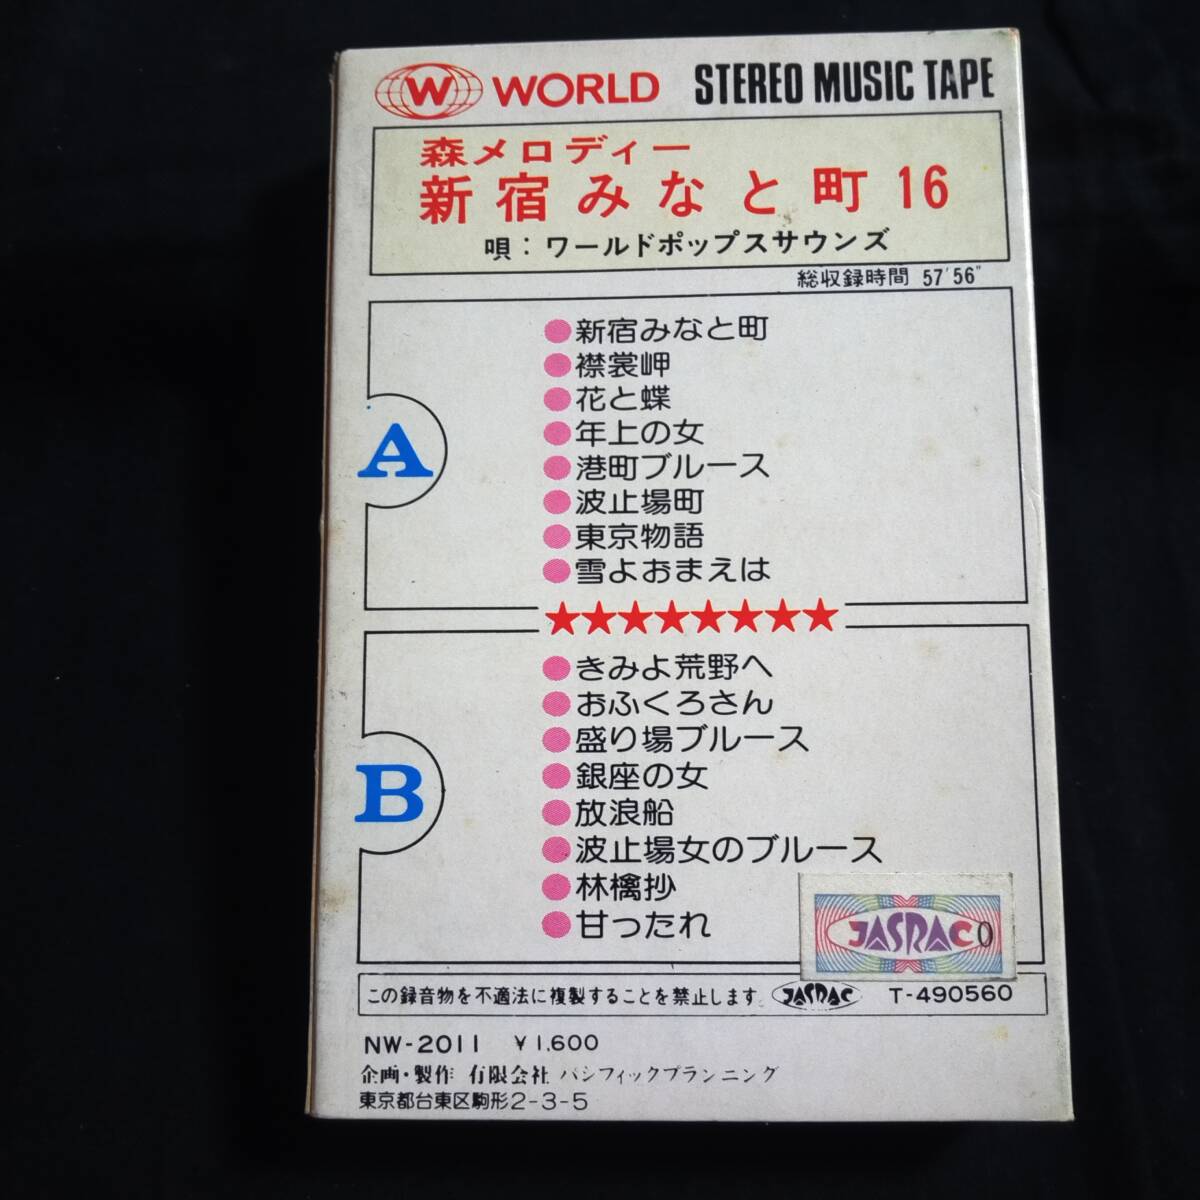 W WORLD STEREO MUSIC TAPE
森メロディー
新宿みなと町 16
唄：ワールドポップスサウンズ
総収録時間 57'56"
A
●新宿みなと町
●襟裳岬
●花と蝶
●年上の女
●港町ブルース
●波止場町
●東京物語
●雪よおまえは
★★★★★★★★
B
●きみよ荒野へ
●おふくろさん
●盛り場ブルース
●銀座の女
●放浪船
●波止場女のブルース
●林檎抄
●甘ったれ
JASRAC 0
この録音物を不適法に複製することを禁止します。 JASRAC T-490560
NW-2011 ¥1,600
企画・製作 有限会社 パシフィックプランニング
東京都台東区駒形2-3-5